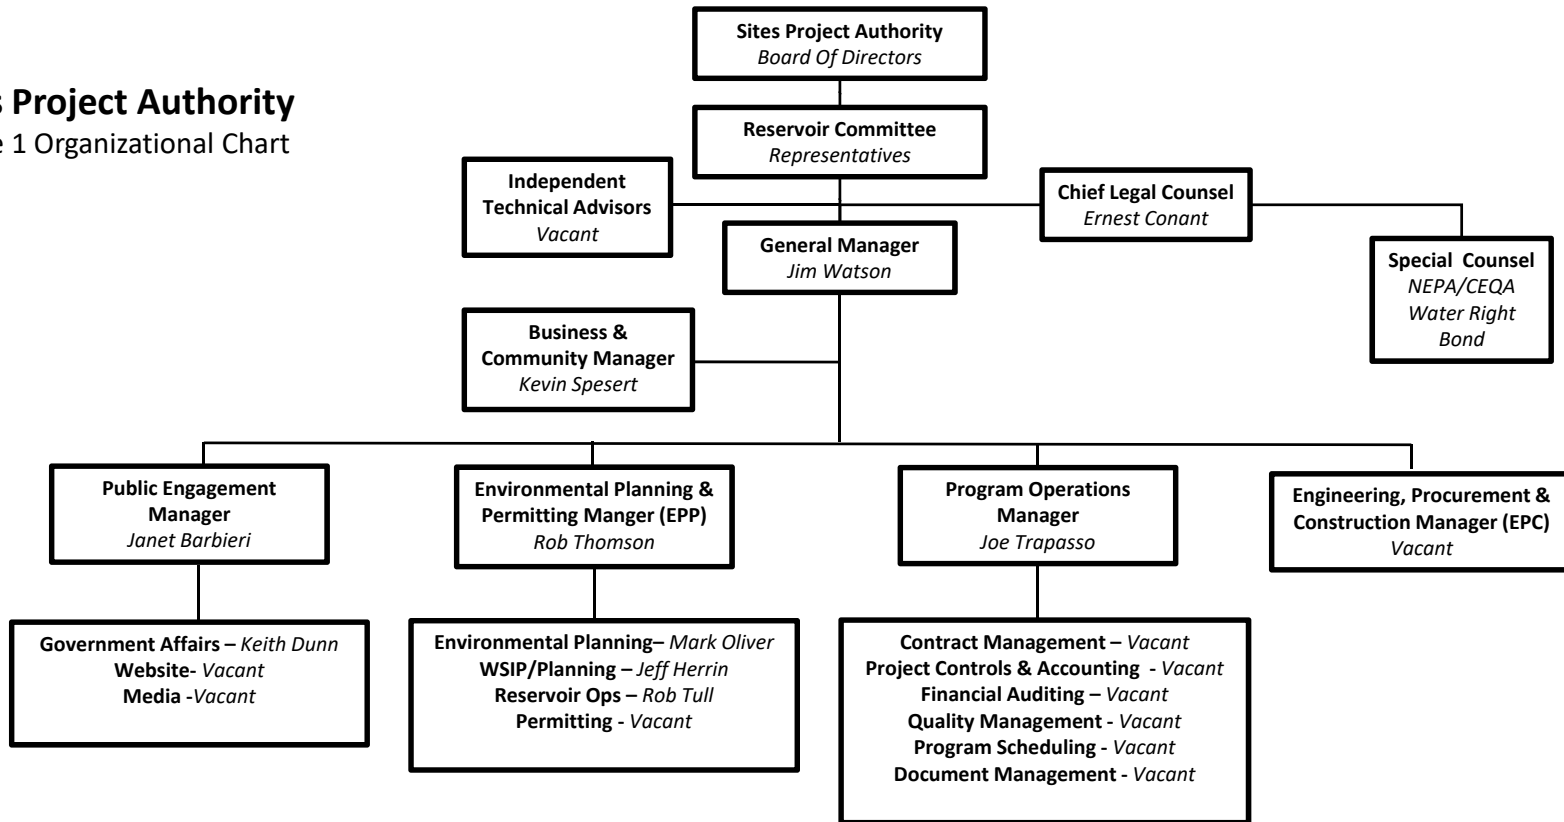 Sites Project Authority
Board Of Directors
s Project Authority
e 1 Organizational Chart
Reservoir Committee
Representatives
Independent
Technical Advisors
Vacant
Chief Legal Counsel
Ernest Conant
General Manager
Jim Watson
Special Counsel
NEPA/CEQA
Water Right
Bond
Business &
Community Manager
Kevin Spesert
Public Engagement
Manager
Janet Barbieri
Environmental Planning &
Permitting Manger (EPP)
Rob Thomson
Program Operations
Manager
Joe Trapasso
Engineering, Procurement &
Construction Manager (EPC)
Vacant
Government Affairs – Keith Dunn
Website- Vacant
Media -Vacant
Environmental Planning– Mark Oliver
WSIP/Planning – Jeff Herrin
Reservoir Ops – Rob Tull
Permitting - Vacant
Contract Management – Vacant
Project Controls & Accounting - Vacant
Financial Auditing – Vacant
Quality Management - Vacant
Program Scheduling - Vacant
Document Management - Vacant